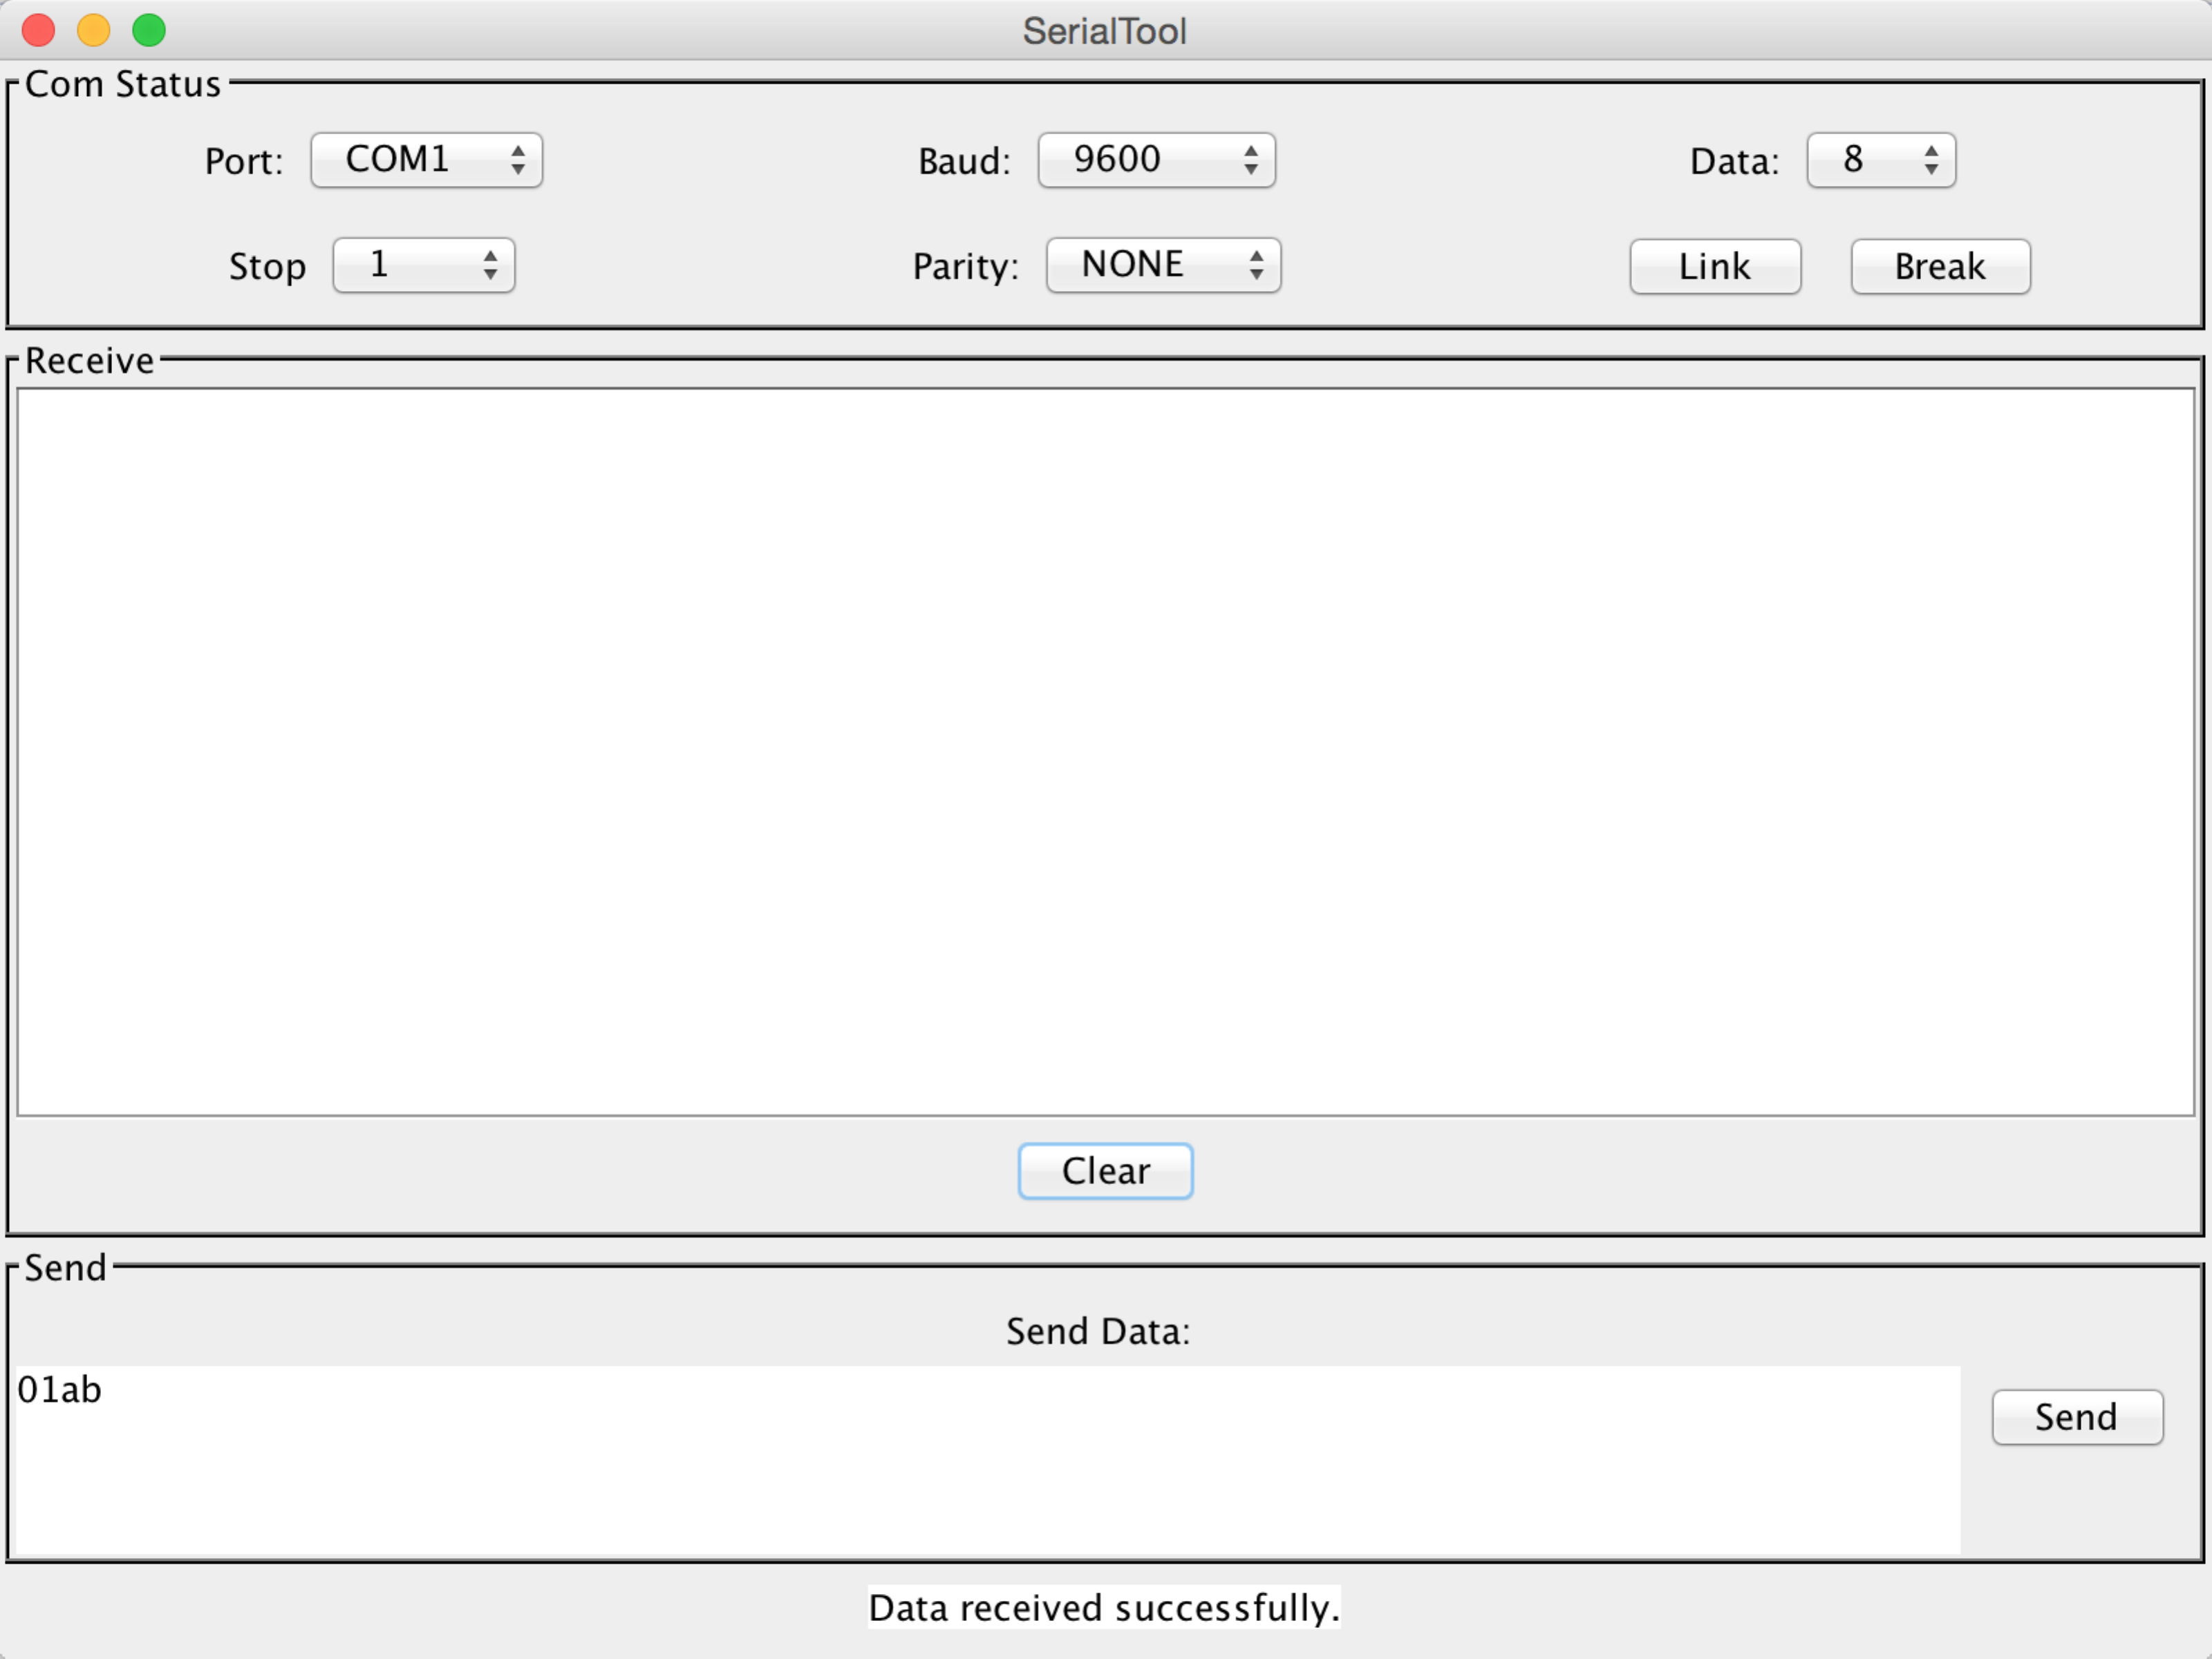 SerialTool
Com Status
Port: COM1 Baud: 9600 Data: 8
Stop 1 Parity: NONE Link Break
Receive
Clear
Send
Send Data:
01ab
Send
Data received successfully.